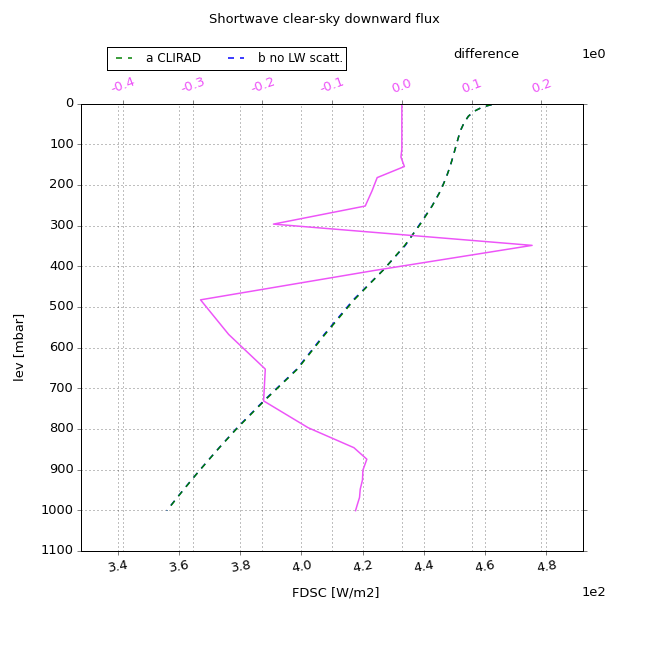 Shortwave clear-sky downward flux
a CLIRAD b no LW scatt.
difference 1e0
-0.4 -0.3 -0.2 -0.1 0.0 0.1 0.2
0
100
200
300
400
500
600
700
800
900
1000
1100
lev [mbar]
3.4 3.6 3.8 4.0 4.2 4.4 4.6 4.8
FDSC [W/m2] 1e2